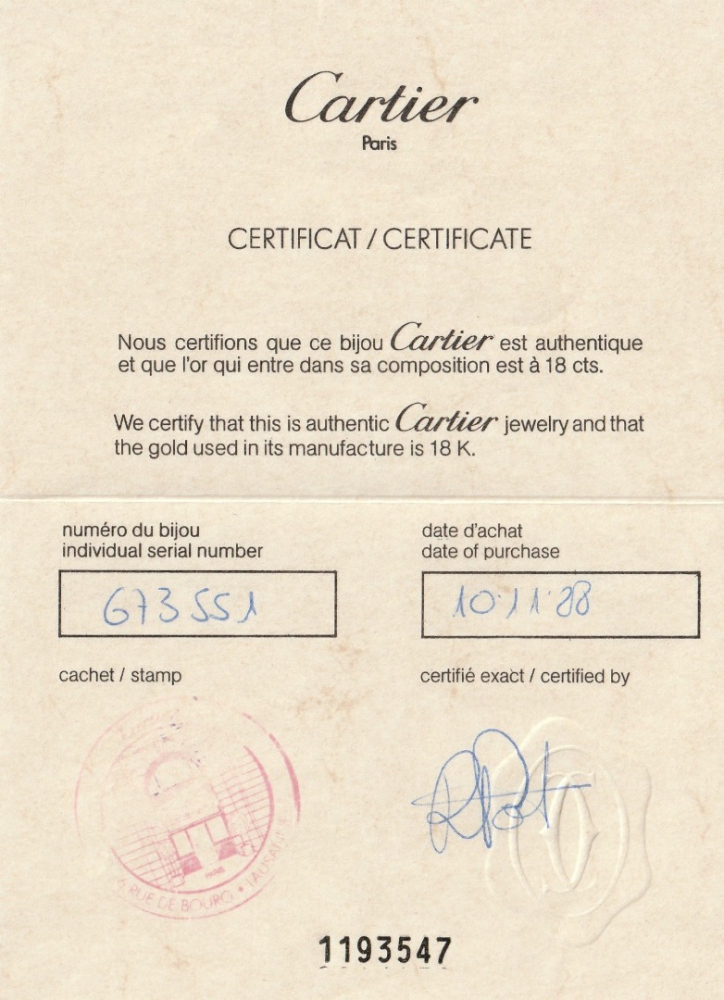 Cartier
Paris
CERTIFICAT / CERTIFICATE
Nous certifions que ce bijou Cartier est authentique
et que l'or qui entre dans sa composition est à 18 cts.
We certify that this is authentic Cartier jewelry and that
the gold used in its manufacture is 18 K.
numéro du bijou
individual serial number
date d'achat
date of purchase
673551
10.11.88
cachet / stamp
certifié exact / certified by
PARIS
6 RUE DE BOURG • LAUSANNE
1193547